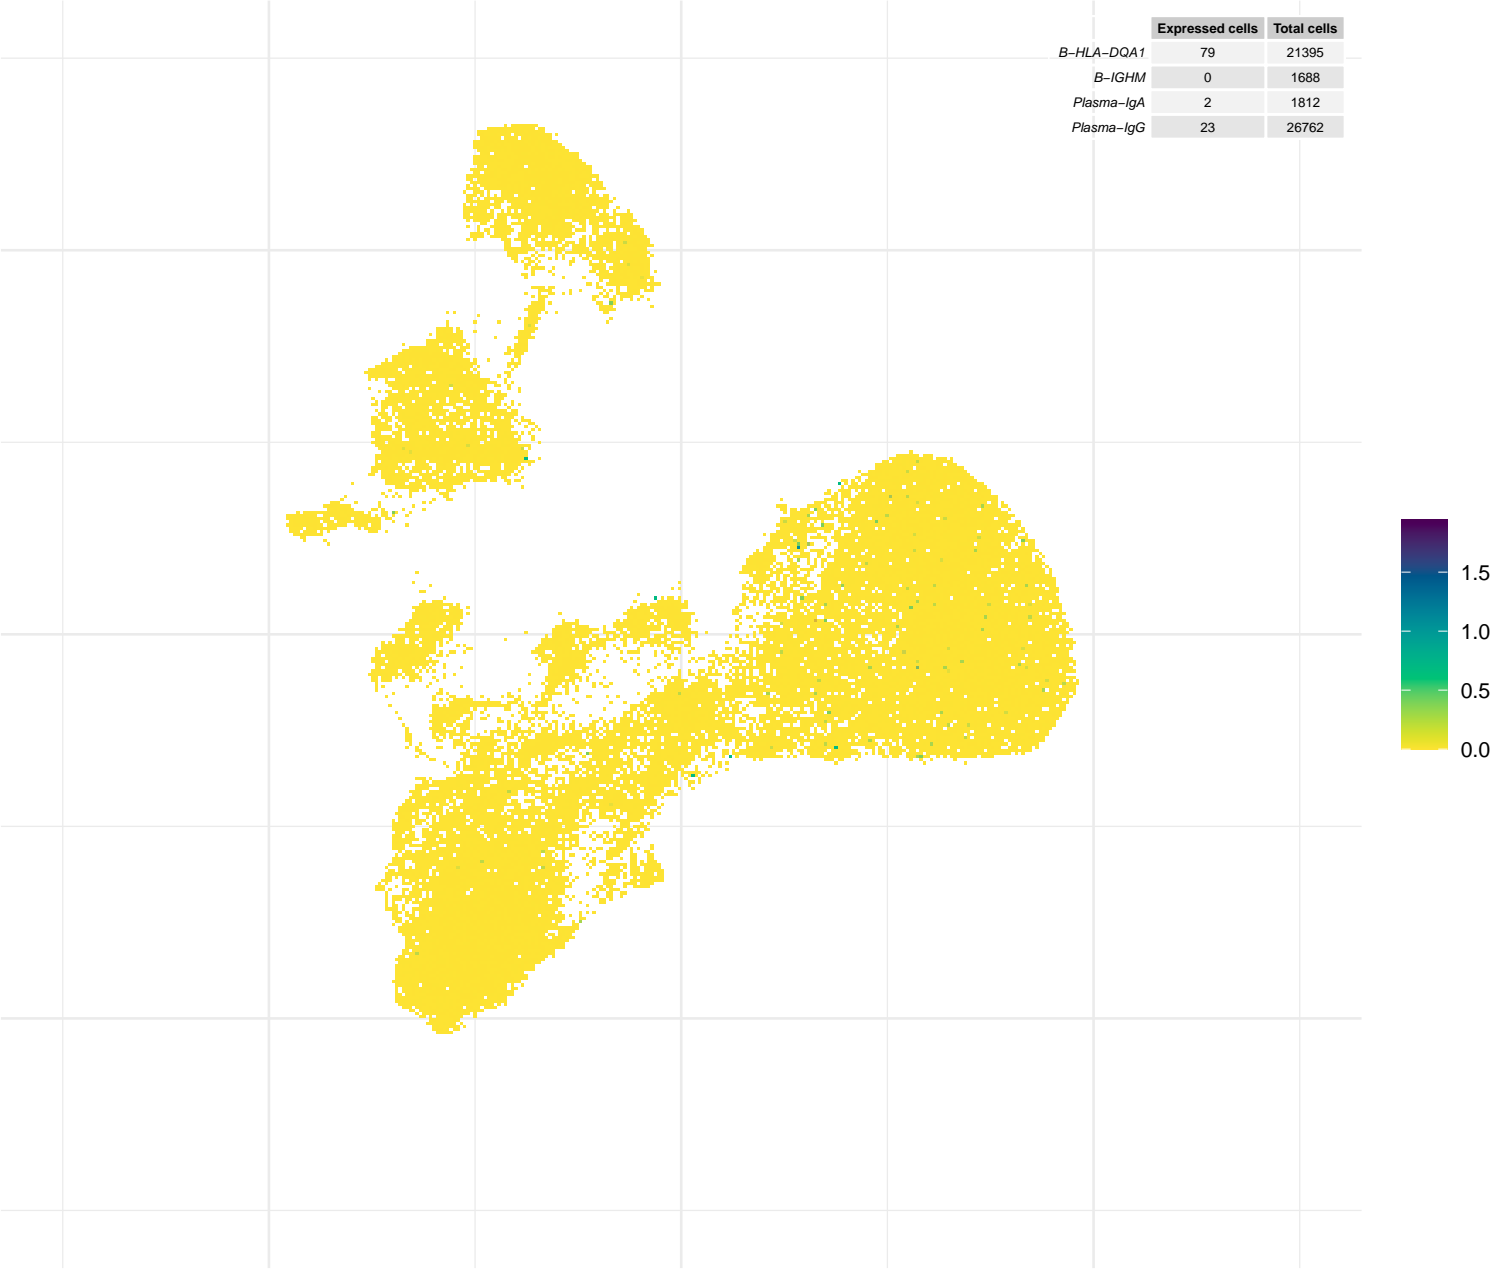 Expressed cells Total cells
B−HLA−DQA1 79 21395
B−IGHM 0 1688
Plasma−IgA 2 1812
Plasma−IgG 23 26762
1.5
1.0
0.5
0.0